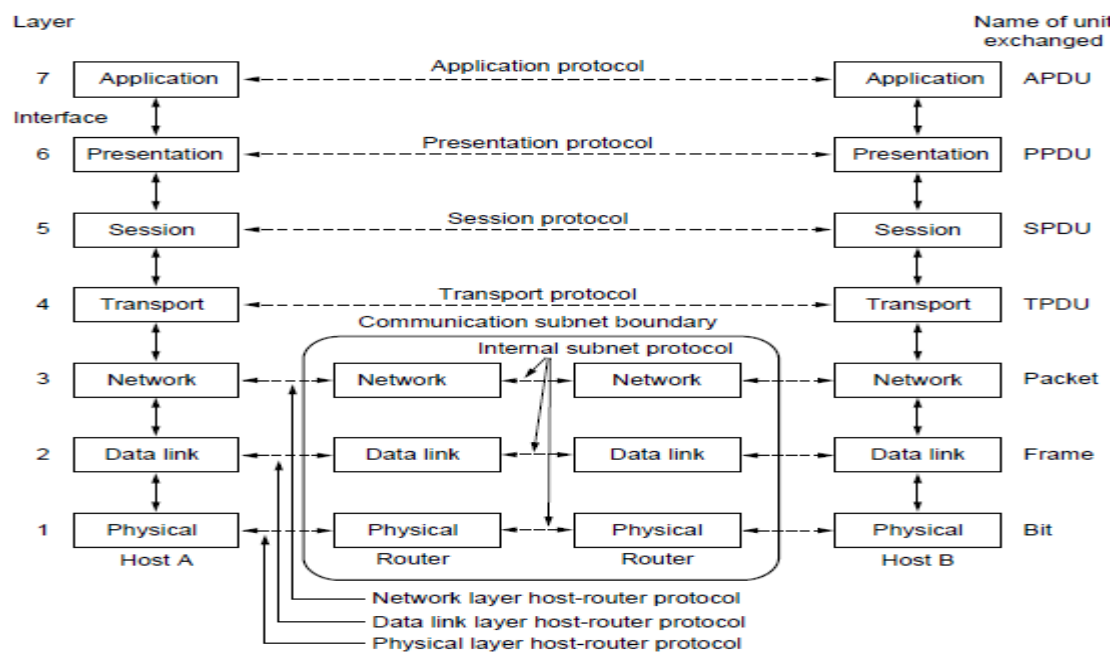 Layer
Name of unit
exchanged
7 Application Application protocol Application APDU
Interface
6 Presentation Presentation protocol Presentation PPDU
5 Session Session protocol Session SPDU
4 Transport Transport protocol Transport TPDU
Communication subnet boundary
Internal subnet protocol
3 Network Network Network Network Packet
2 Data link Data link Data link Data link Frame
1 Physical Physical Physical Physical Bit
Host A Router Router Host B
Network layer host-router protocol
Data link layer host-router protocol
Physical layer host-router protocol